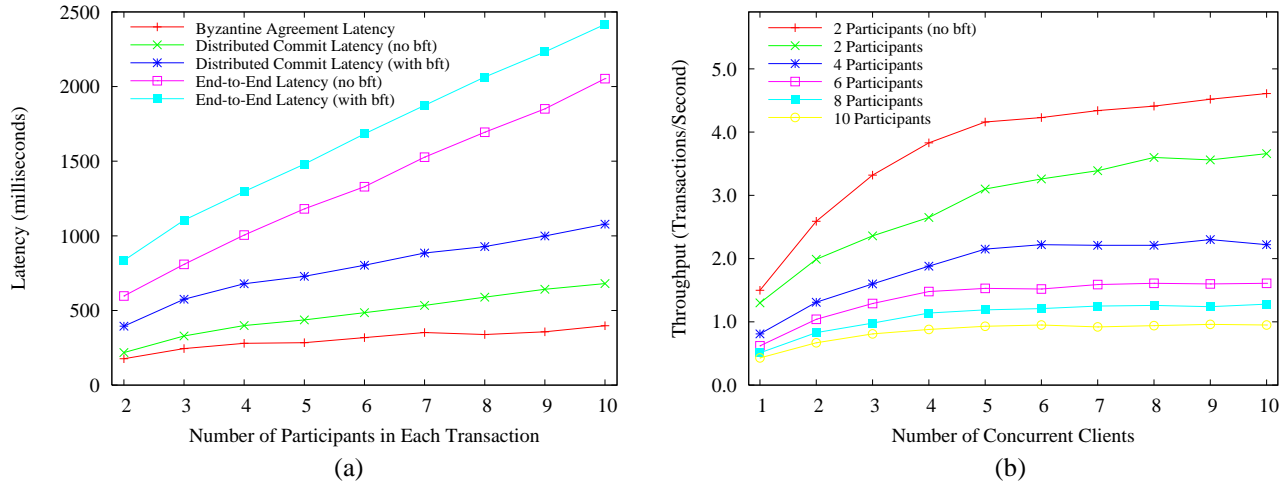 2500
2000
1500
1000
500
0
Latency (milliseconds)
Byzantine Agreement Latency
Distributed Commit Latency (no bft)
Distributed Commit Latency (with bft)
End-to-End Latency (no bft)
End-to-End Latency (with bft)
2 3 4 5 6 7 8 9 10
Number of Participants in Each Transaction
(a)
5.0
4.0
3.0
2.0
1.0
0.0
Throughput (Transactions/Second)
2 Participants (no bft)
2 Participants
4 Participants
6 Participants
8 Participants
10 Participants
1 2 3 4 5 6 7 8 9 10
Number of Concurrent Clients
(b)